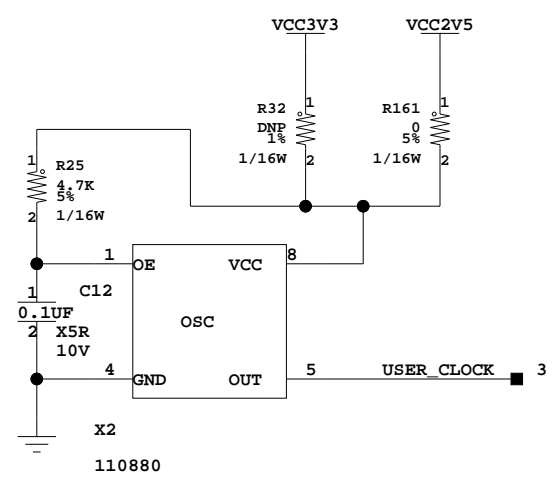 VCC3V3 VCC2V5
1 1
R32 R161
DNP 0
1% 5%
1/16W 2 1/16W 2
1 R25
4.7K
5%
2 1/16W
1 OE VCC 8
1 C12
0.1UF OSC
2 X5R
10V
4 GND OUT 5 USER_CLOCK 3
X2
110880